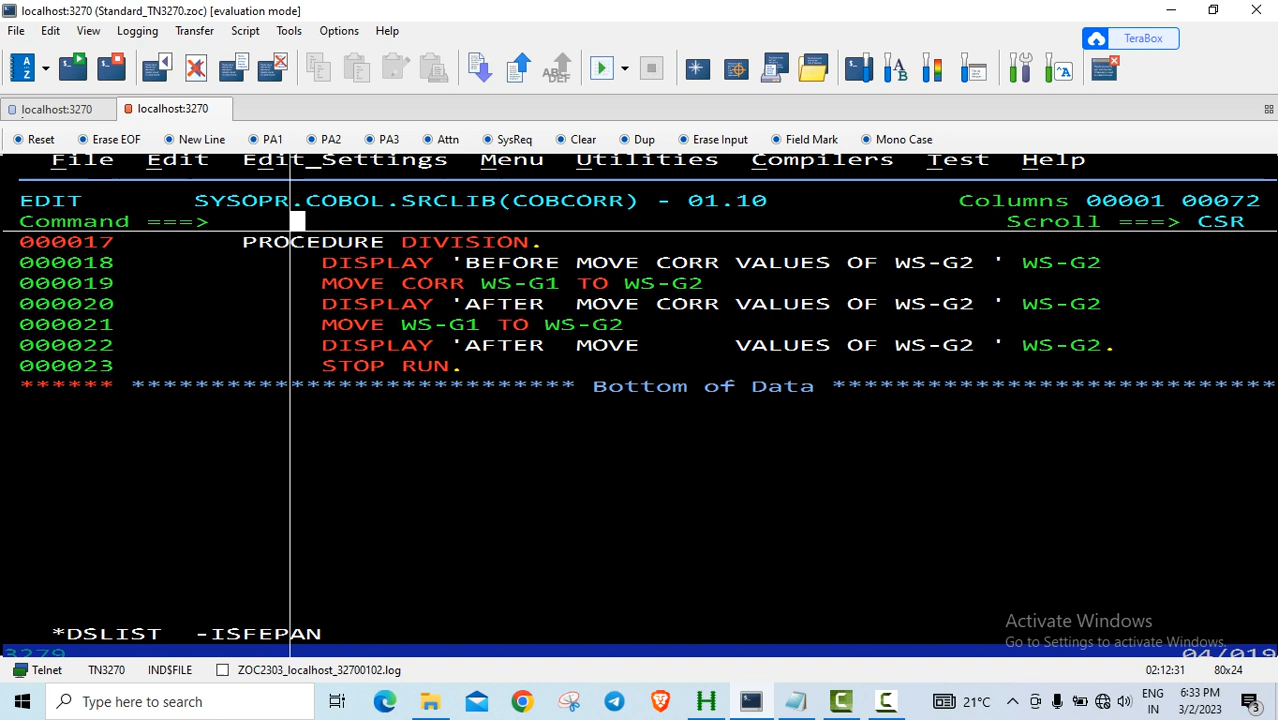 localhost:3270 (Standard_TN3270.zoc) [evaluation mode]
File Edit View Logging Transfer Script Tools Options Help
TeraBox
localhost:3270 localhost:3270
Reset Erase EOF New Line PA1 PA2 PA3 Attn SysReq Clear Dup Erase Input Field Mark Mono Case
File Edit Edit_Settings Menu Utilities Compilers Test Help
EDIT SYSOPR.COBOL.SRCLIB(COBCORR) - 01.10 Columns 00001 00072
Command ===> Scroll ===> CSR
000017 PROCEDURE DIVISION.
000018 DISPLAY 'BEFORE MOVE CORR VALUES OF WS-G2 ' WS-G2
000019 MOVE CORR WS-G1 TO WS-G2
000020 DISPLAY 'AFTER MOVE CORR VALUES OF WS-G2 ' WS-G2
000021 MOVE WS-G1 TO WS-G2
000022 DISPLAY 'AFTER MOVE VALUES OF WS-G2 ' WS-G2.
000023 STOP RUN.
****** **************************** Bottom of Data ****************************
Activate Windows
Go to Settings to activate Windows.
*DSLIST -ISFEPAN
3279 04/019
Telnet TN3270 IND$FILE ZOC2303_localhost_32700102.log 02:12:31 80x24
Type here to search 21°C ENG IN 6:33 PM 3/2/2023 3